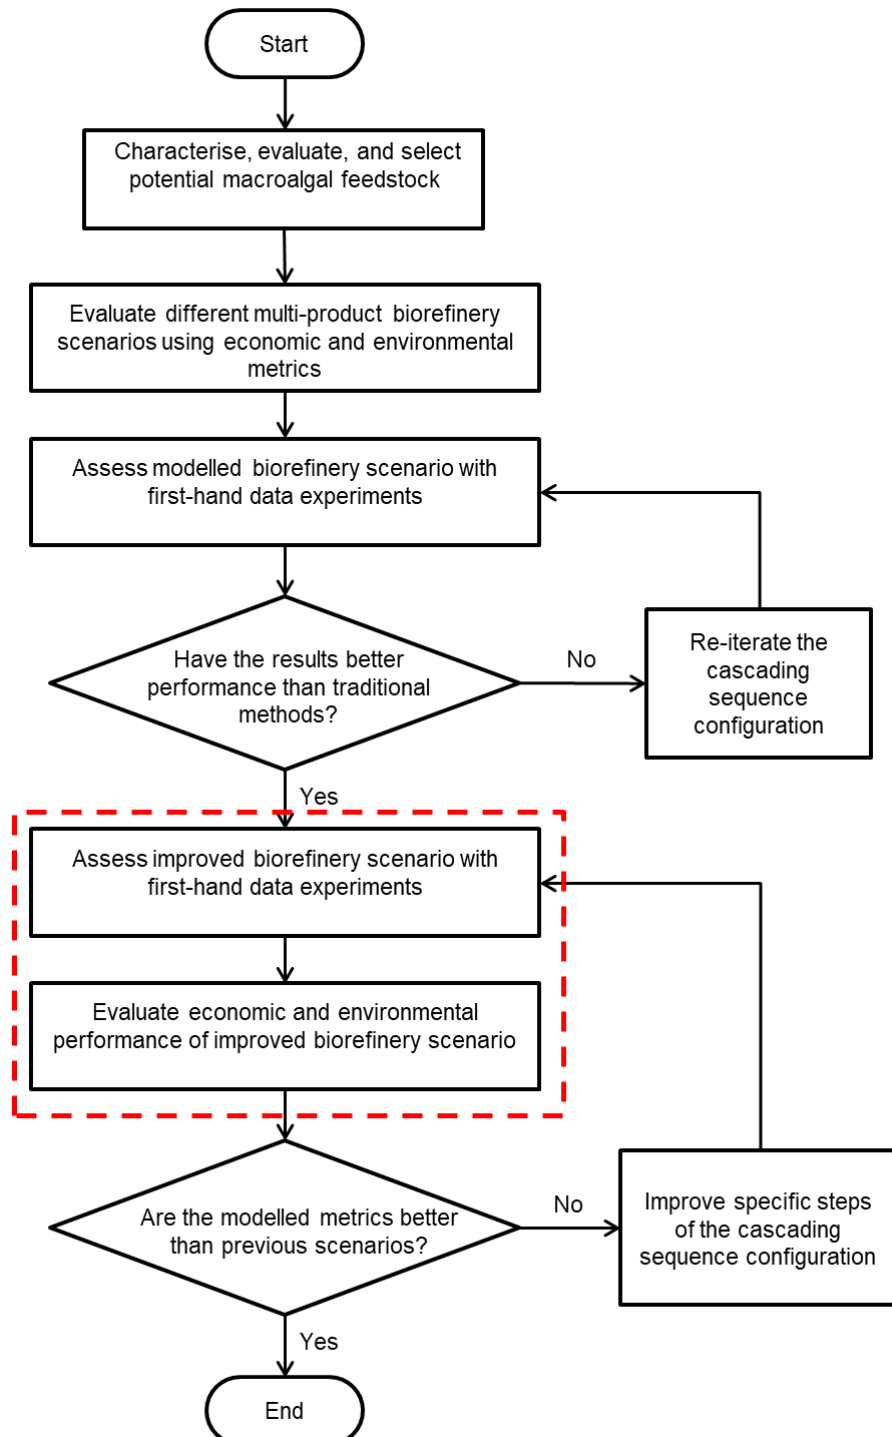 Start
Characterise, evaluate, and select
potential macroalgal feedstock
Evaluate different multi-product biorefinery
scenarios using economic and environmental
metrics
Assess modelled biorefinery scenario with
first-hand data experiments
Have the results better
performance than traditional
methods?
No
Re-iterate the
cascading
sequence
configuration
Yes
Assess improved biorefinery scenario with
first-hand data experiments
Evaluate economic and environmental
performance of improved biorefinery scenario
Are the modelled metrics better
than previous scenarios?
No
Improve specific steps
of the cascading
sequence configuration
Yes
End